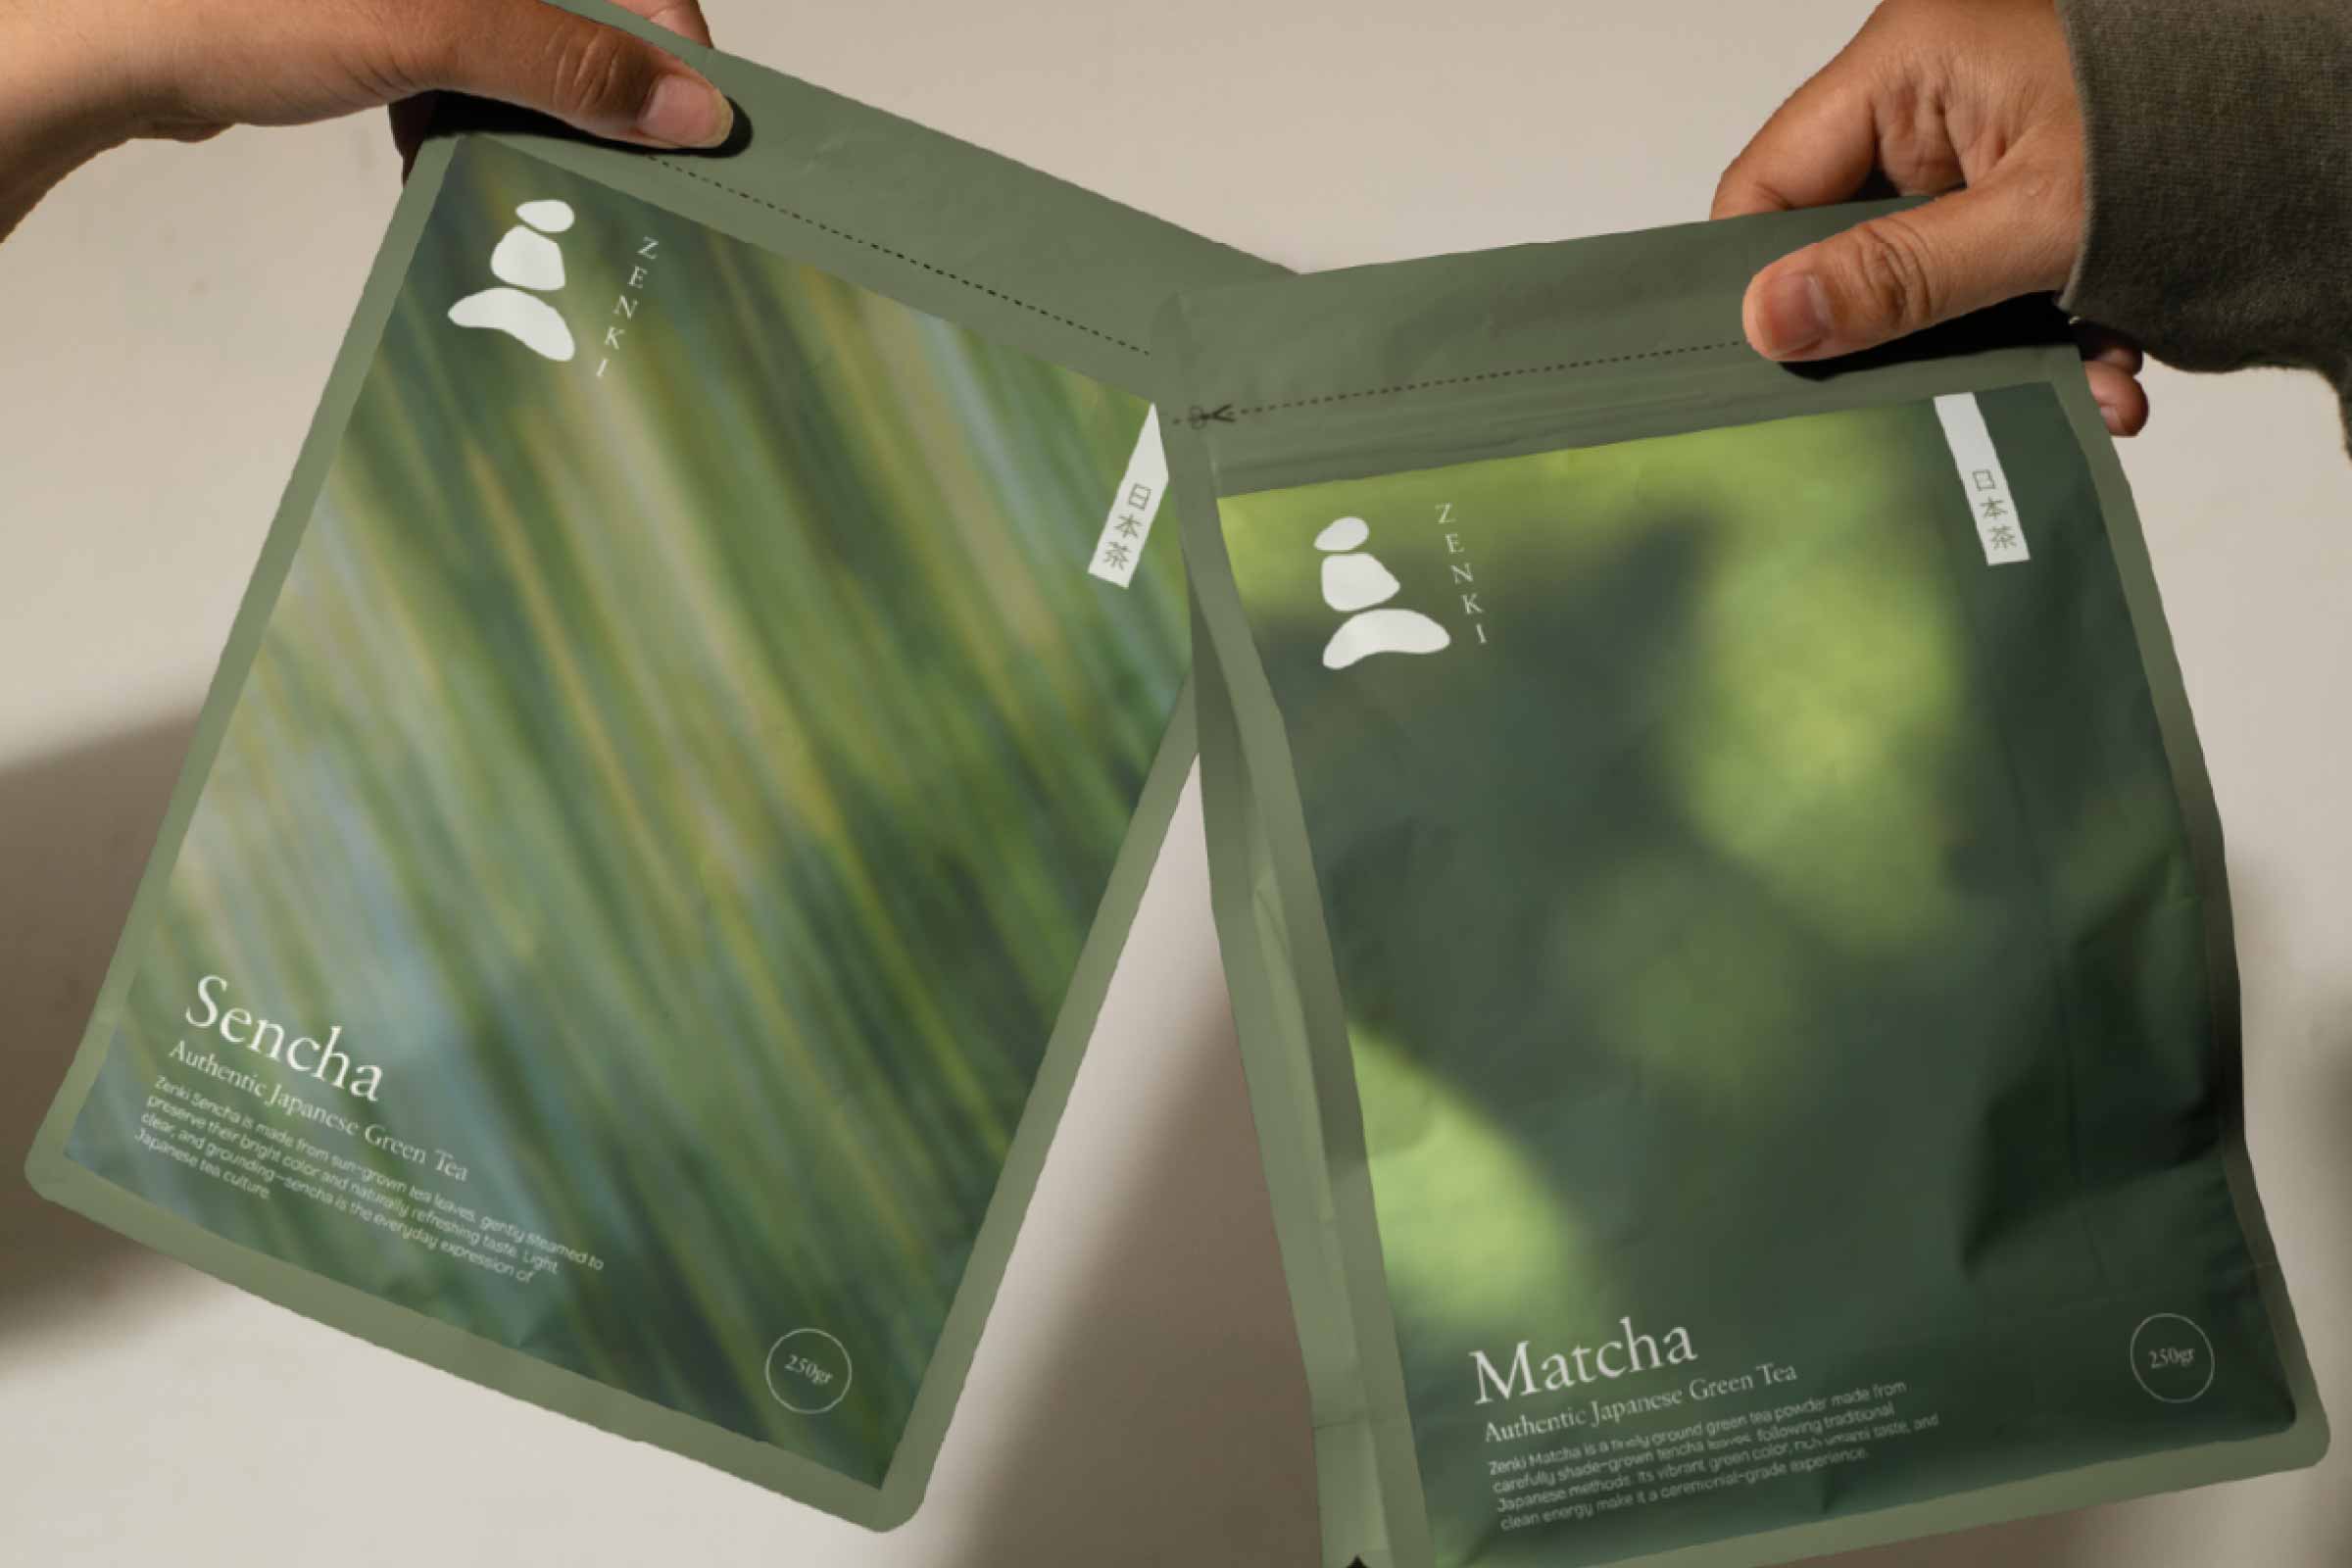 ZENKI
日本茶
Sencha
Authentic Japanese Green Tea
Zenki Sencha is made from sun-grown tea leaves, gently steamed to
preserve their bright color and naturally refreshing taste. Light,
clear, and grounding—sencha is the everyday expression of
Japanese tea culture.
250gr
ZENKI
日本茶
Matcha
Authentic Japanese Green Tea
Zenki Matcha is a finely ground green tea powder made from
carefully shade-grown tencha leaves, following traditional
Japanese methods. Its vibrant green color, rich umami taste, and
clean energy make it a ceremonial-grade experience.
250gr